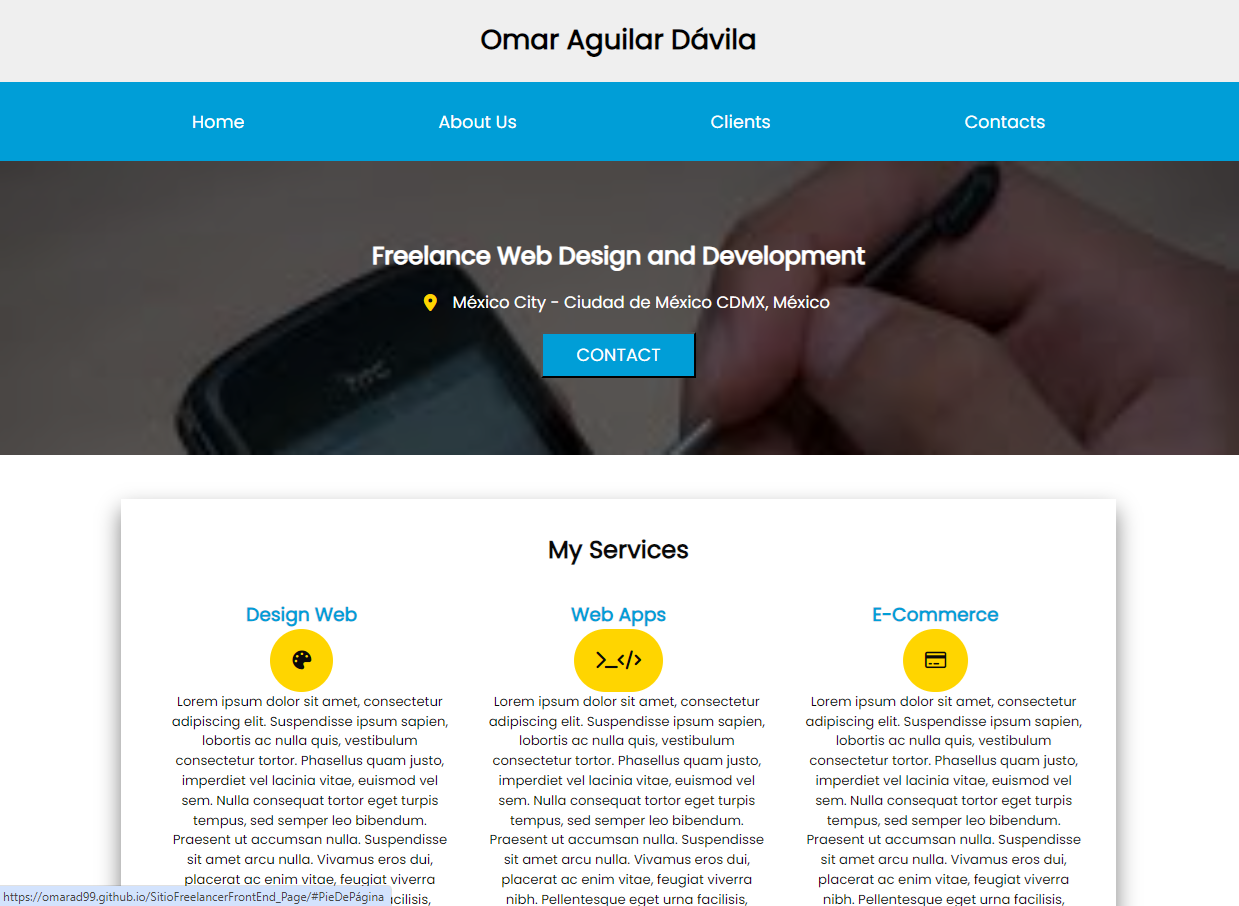 Omar Aguilar Dávila
Home About Us Clients Contacts
Freelance Web Design and Development
México City - Ciudad de México CDMX, México
CONTACT
hTC
My Services
Design Web
Lorem ipsum dolor sit amet, consectetur
adipiscing elit. Suspendisse ipsum sapien,
lobortis ac nulla quis, vestibulum
consectetur tortor. Phasellus quam justo,
imperdiet vel lacinia vitae, euismod vel
sem. Nulla consequat tortor eget turpis
tempus, sed semper leo bibendum.
Praesent ut accumsan nulla. Suspendisse
sit amet arcu nulla. Vivamus eros dui,
placerat ac enim vitae, feugiat viverra
Web Apps
>_</>
Lorem ipsum dolor sit amet, consectetur
adipiscing elit. Suspendisse ipsum sapien,
lobortis ac nulla quis, vestibulum
consectetur tortor. Phasellus quam justo,
imperdiet vel lacinia vitae, euismod vel
sem. Nulla consequat tortor eget turpis
tempus, sed semper leo bibendum.
Praesent ut accumsan nulla. Suspendisse
sit amet arcu nulla. Vivamus eros dui,
placerat ac enim vitae, feugiat viverra
nibh. Pellentesque eget urna facilisis,
E-Commerce
Lorem ipsum dolor sit amet, consectetur
adipiscing elit. Suspendisse ipsum sapien,
lobortis ac nulla quis, vestibulum
consectetur tortor. Phasellus quam justo,
imperdiet vel lacinia vitae, euismod vel
sem. Nulla consequat tortor eget turpis
tempus, sed semper leo bibendum.
Praesent ut accumsan nulla. Suspendisse
sit amet arcu nulla. Vivamus eros dui,
placerat ac enim vitae, feugiat viverra
nibh. Pellentesque eget urna facilisis,
https://omarad99.github.io/SitioFreelancerFrontEnd_Page/#PieDePágina